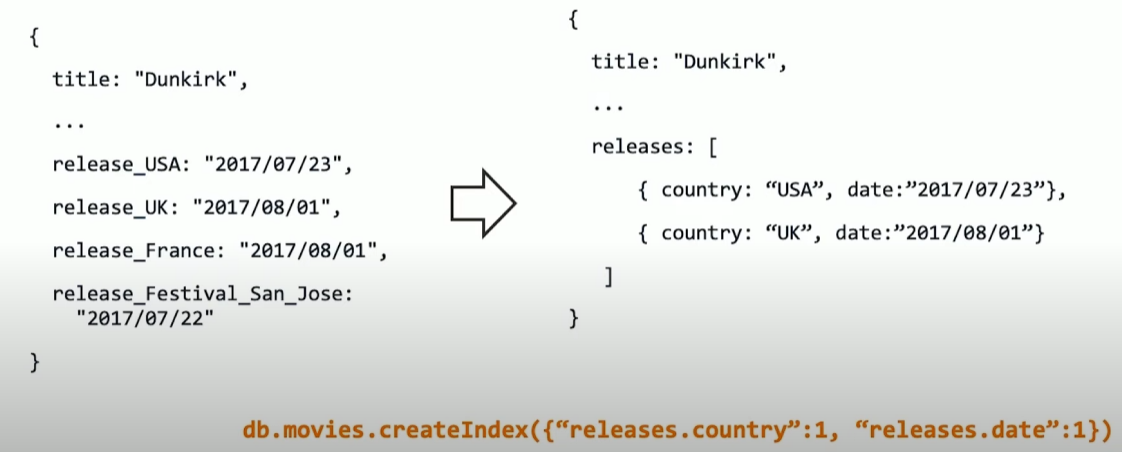 {
title: "Dunkirk",
...
release_USA: "2017/07/23",
release_UK: "2017/08/01",
release_France: "2017/08/01",
release_Festival_San_Jose:
"2017/07/22"
}
{
title: "Dunkirk",
...
releases: [
{ country: “USA”, date:”2017/07/23”},
{ country: “UK”, date:”2017/08/01”}
]
}
db.movies.createIndex({“releases.country”:1, “releases.date”:1})